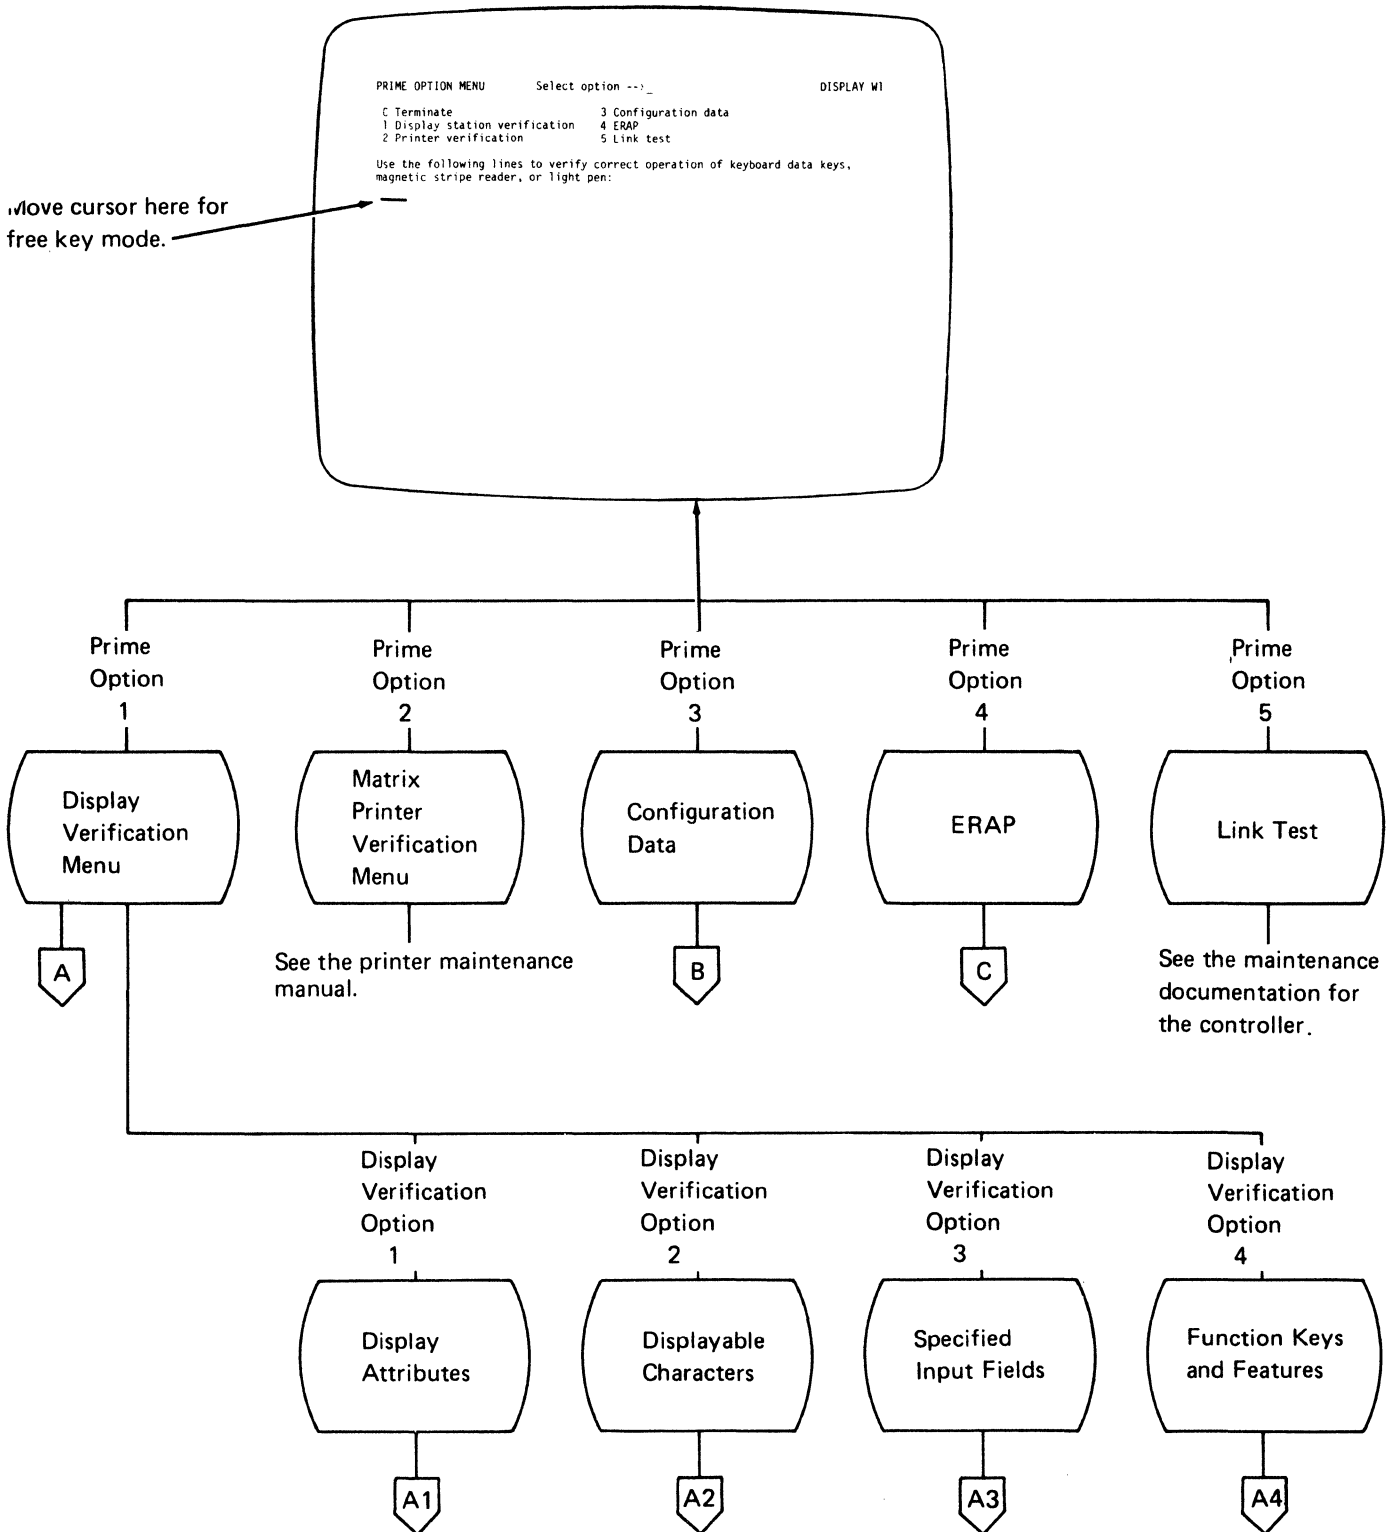 PRIME OPTION MENU Select option -->_ DISPLAY W1
C Terminate 3 Configuration data
1 Display station verification 4 ERAP
2 Printer verification 5 Link test
Use the following lines to verify correct operation of keyboard data keys,
magnetic stripe reader, or light pen:
Move cursor here for
free key mode.
Prime
Option
1
Prime
Option
2
Prime
Option
3
Prime
Option
4
Prime
Option
5
Display
Verification
Menu
Matrix
Printer
Verification
Menu
Configuration
Data
ERAP
Link Test
A
See the printer maintenance
manual.
B
C
See the maintenance
documentation for
the controller.
Display
Verification
Option
1
Display
Verification
Option
2
Display
Verification
Option
3
Display
Verification
Option
4
Display
Attributes
Displayable
Characters
Specified
Input Fields
Function Keys
and Features
A1
A2
A3
A4